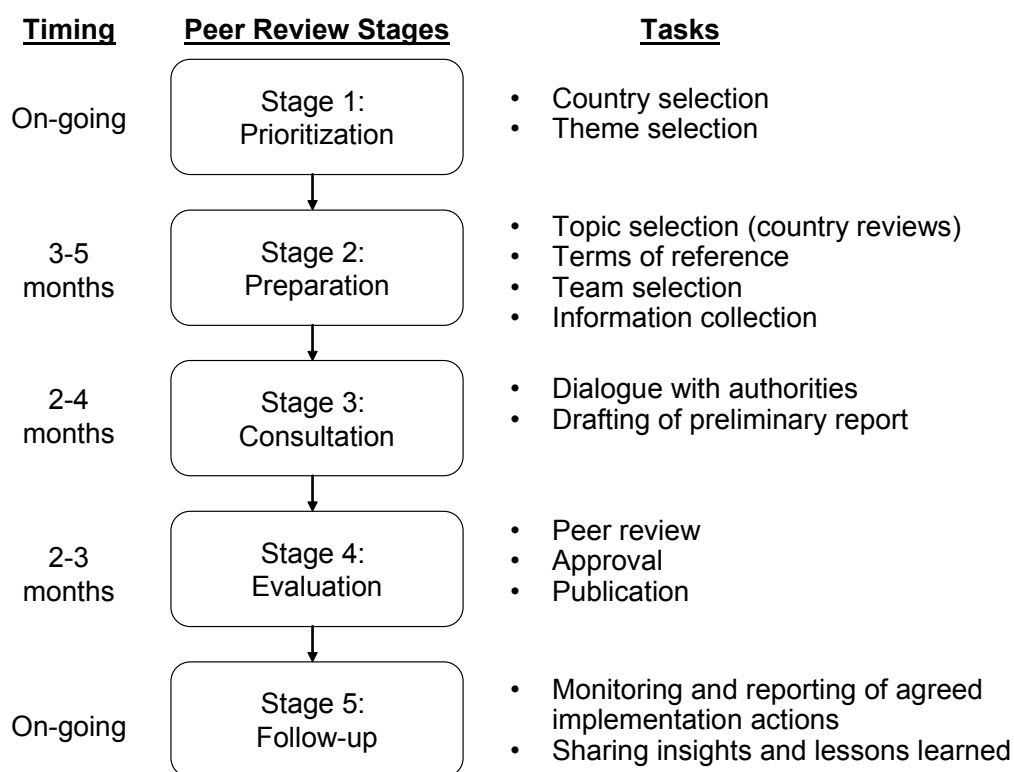 Timing Peer Review Stages Tasks
On-going
Stage 1:
Prioritization
• Country selection
• Theme selection
3-5
months
Stage 2:
Preparation
• Topic selection (country reviews)
• Terms of reference
• Team selection
• Information collection
2-4
months
Stage 3:
Consultation
• Dialogue with authorities
• Drafting of preliminary report
2-3
months
Stage 4:
Evaluation
• Peer review
• Approval
• Publication
On-going
Stage 5:
Follow-up
• Monitoring and reporting of agreed
implementation actions
• Sharing insights and lessons learned